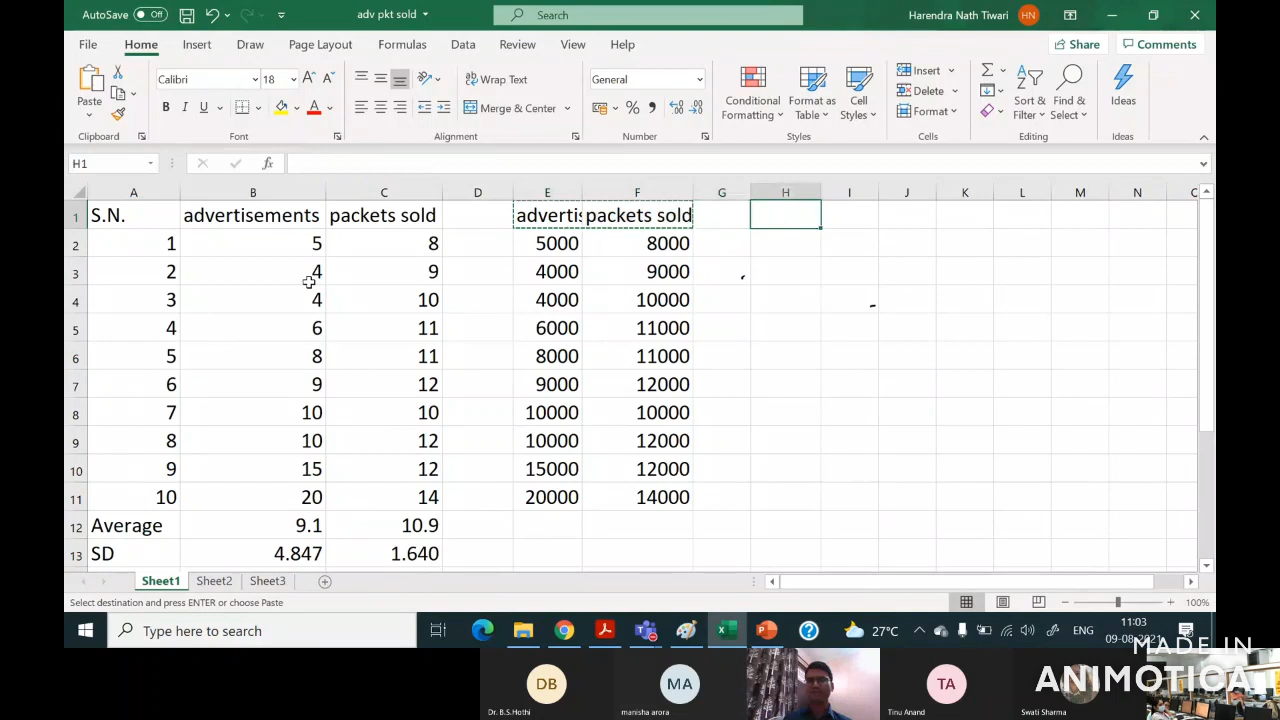 AutoSave Off adv pkt sold Search Harendra Nath Tiwari HN
File Home Insert Draw Page Layout Formulas Data Review View Help Share Comments
Paste Calibri 18 A A Wrap Text General Conditional Formatting Format as Table Cell Styles Insert Delete Format Sort & Filter Find & Select Ideas
B I U A Merge & Center % ,
Clipboard Font Alignment Number Styles Cells Editing Ideas
H1 fx
A B C D E F G H I J K L M N
1 S.N. advertisements packets sold advertis packets sold
2 1 5 8 5000 8000
3 2 4 9 4000 9000
4 3 4 10 4000 10000
5 4 6 11 6000 11000
6 5 8 11 8000 11000
7 6 9 12 9000 12000
8 7 10 10 10000 10000
9 8 10 12 10000 12000
10 9 15 12 15000 12000
11 10 20 14 20000 14000
12 Average 9.1 10.9
13 SD 4.847 1.640
Sheet1 Sheet2 Sheet3
Select destination and press ENTER or choose Paste 100%
Type here to search 27°C ENG 11:03
09-08-2021
MADE IN
ANIMOTICA
DB MA TA
Dr. B.S.Hothi manisha arora Tinu Anand Swati Sharma